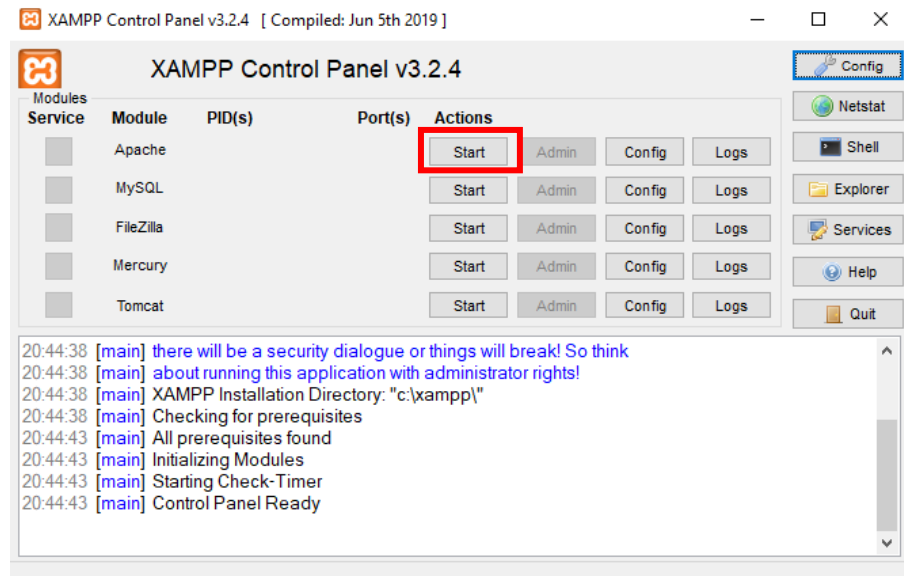 XAMPP Control Panel v3.2.4 [ Compiled: Jun 5th 2019 ]
XAMPP Control Panel v3.2.4
Config
Modules
Netstat
Service Module PID(s) Port(s) Actions
Apache Start Admin Config Logs
Shell
MySQL Start Admin Config Logs
Explorer
FileZilla Start Admin Config Logs
Services
Mercury Start Admin Config Logs
Help
Tomcat Start Admin Config Logs
Quit
20:44:38 [main] there will be a security dialogue or things will break! So think
20:44:38 [main] about running this application with administrator rights!
20:44:38 [main] XAMPP Installation Directory: "c:\xampp\"
20:44:38 [main] Checking for prerequisites
20:44:43 [main] All prerequisites found
20:44:43 [main] Initializing Modules
20:44:43 [main] Starting Check-Timer
20:44:43 [main] Control Panel Ready